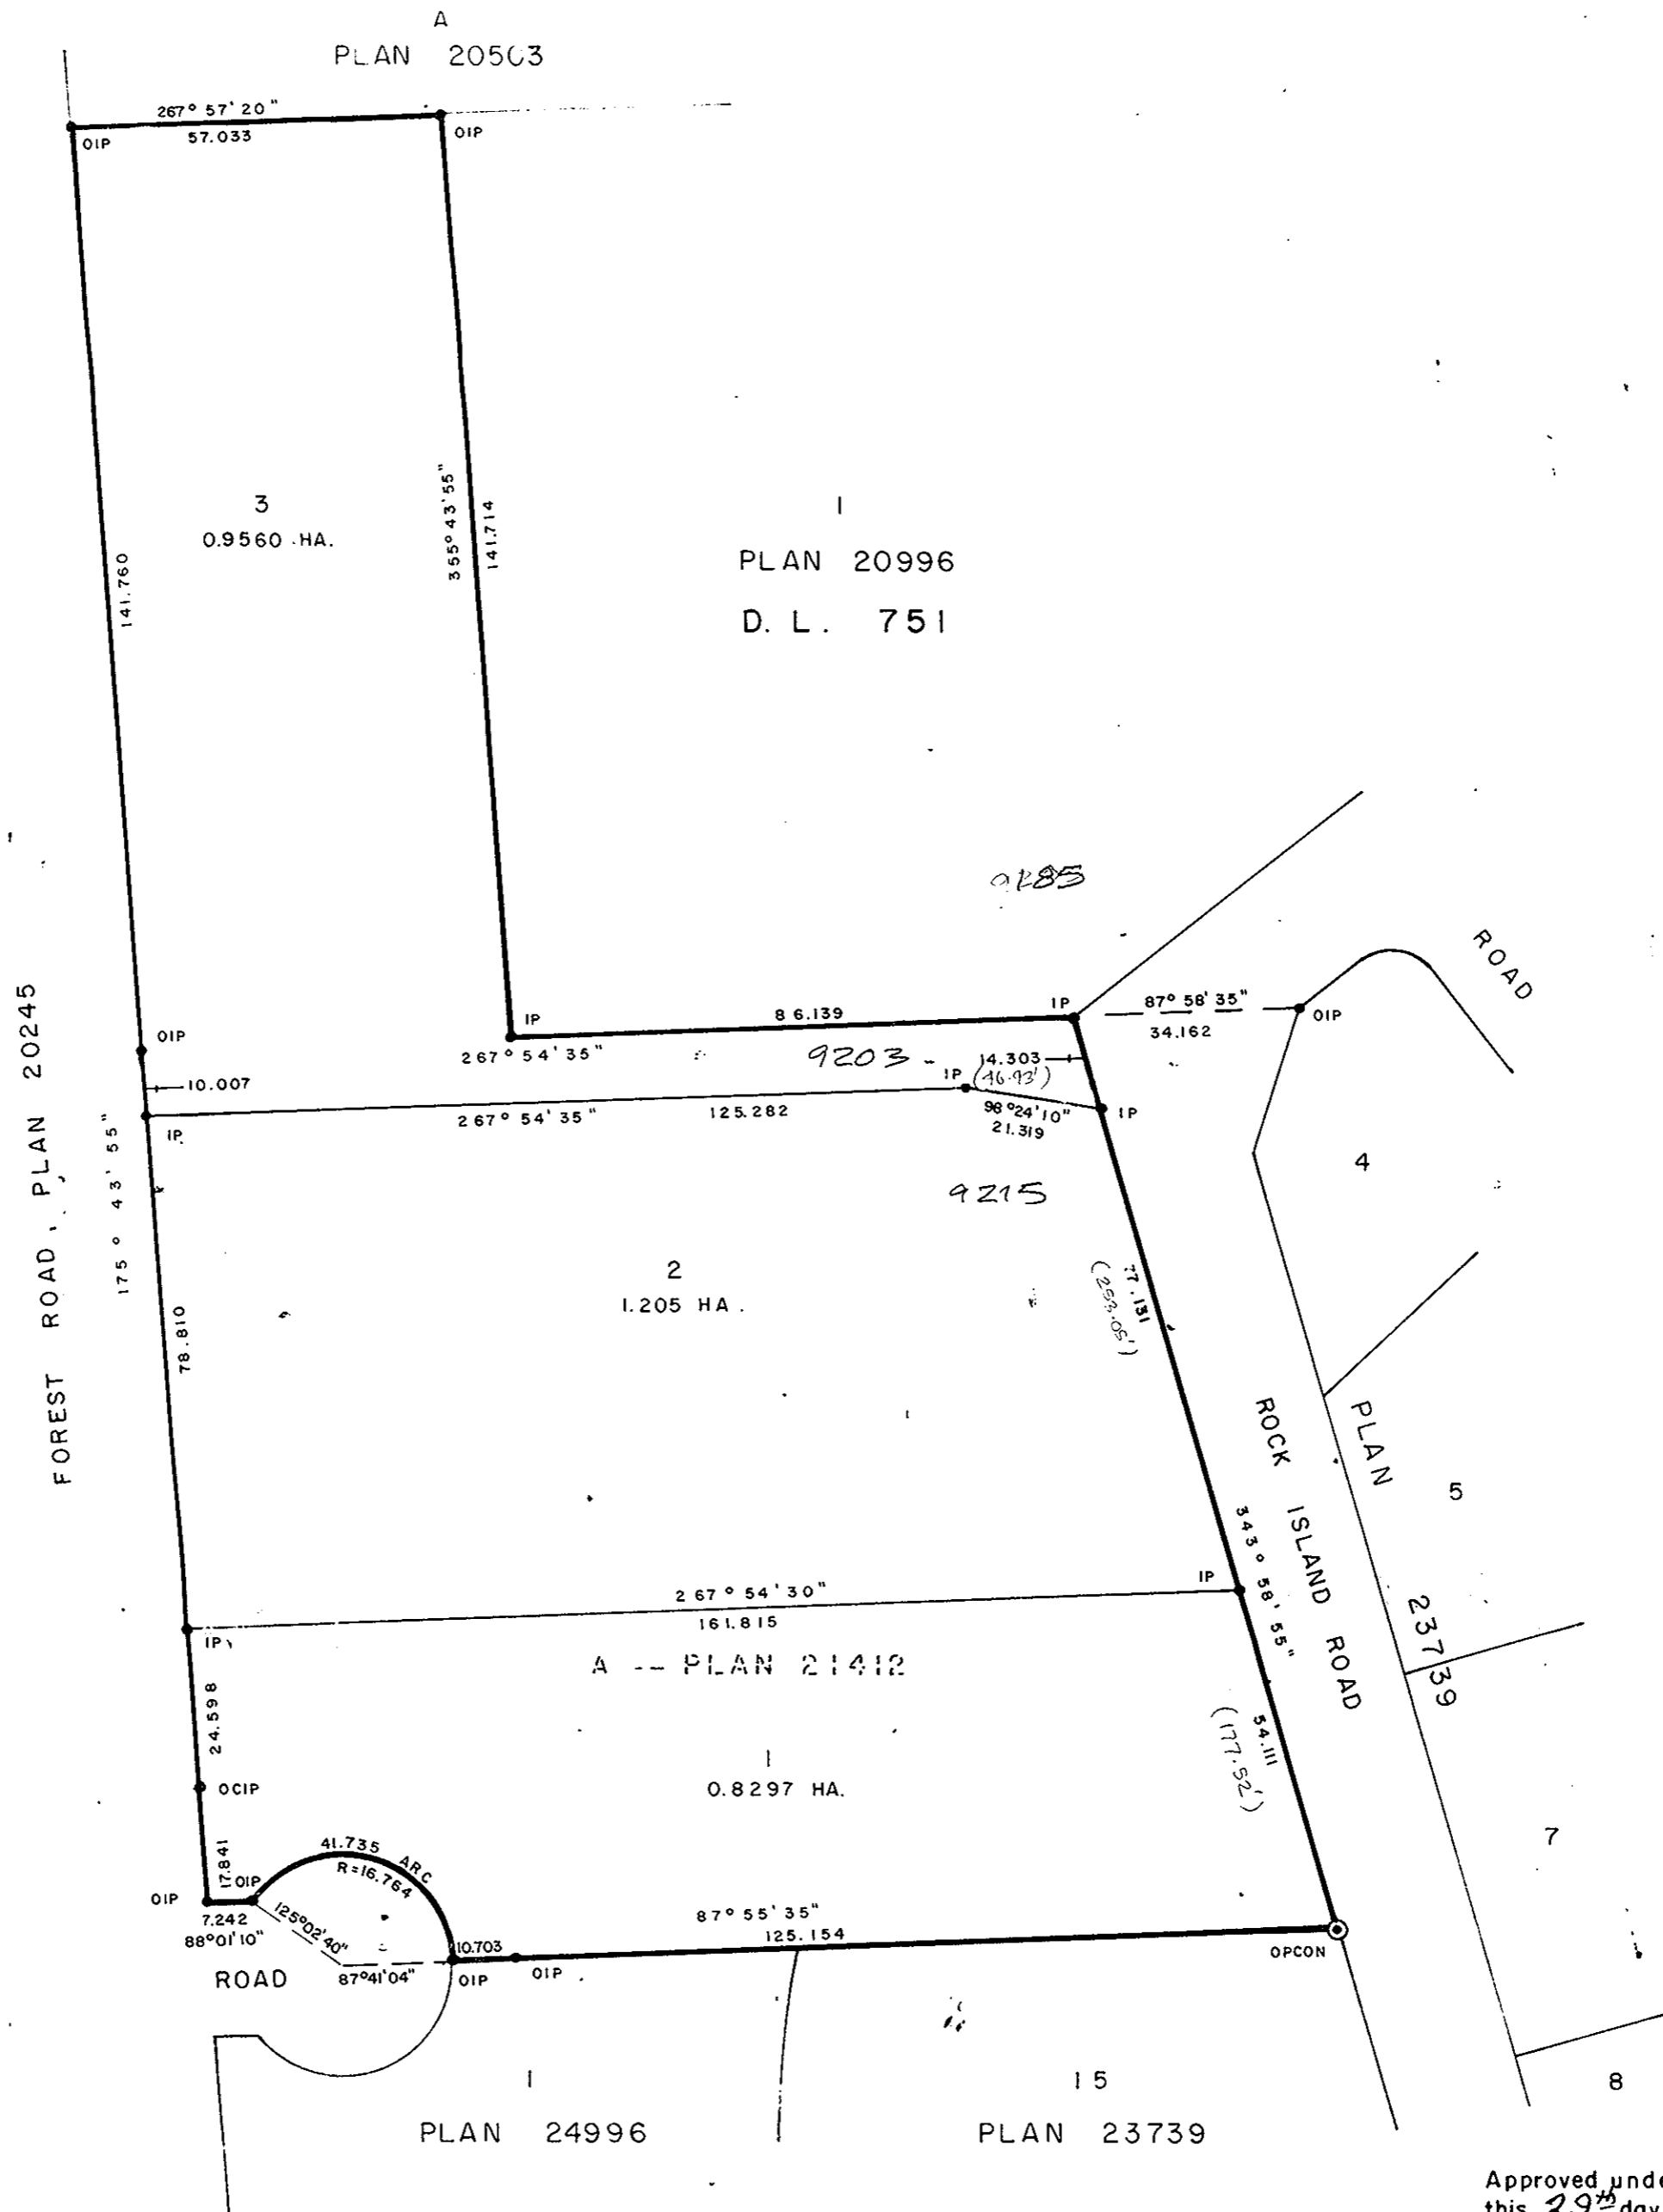 A
PLAN 20503
267° 57' 20"
57.033
OIP
OIP
3
0.9560 HA.
141.760
355° 43' 55"
141.714
1
PLAN 20996
D. L. 751
ROAD
IP
86.139
IP
87° 58' 35"
34.162
OIP
267° 54' 35"
9203
14.303
(46.93')
OIP
10.007
IP
IP
267° 54' 35"
125.282
98° 24' 10"
21.319
IP
FOREST ROAD, PLAN 20245
175° 43' 55"
78.810
9215
4
2
1.205 HA.
77.131
(253.05')
ROCK ISLAND ROAD
PLAN 23739
5
343° 58' 55"
IP
267° 54' 30"
161.815
IP
A -- PLAN 21412
24.598
54.111
(177.52')
1
0.8297 HA.
OCIP
7
17.841
41.735 ARC
R=16.764
OIP
OIP
7.242
88°01'10"
125°02'40"
87° 55' 35"
125.154
10.703
87°41'04"
OIP
OIP
OPCON
ROAD
1
PLAN 24996
15
PLAN 23739
8
Approved unde
this 29th day